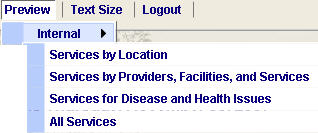 Preview | Text Size | Logout
Internal
Services by Location
Services by Providers, Facilities, and Services
Services for Disease and Health Issues
All Services